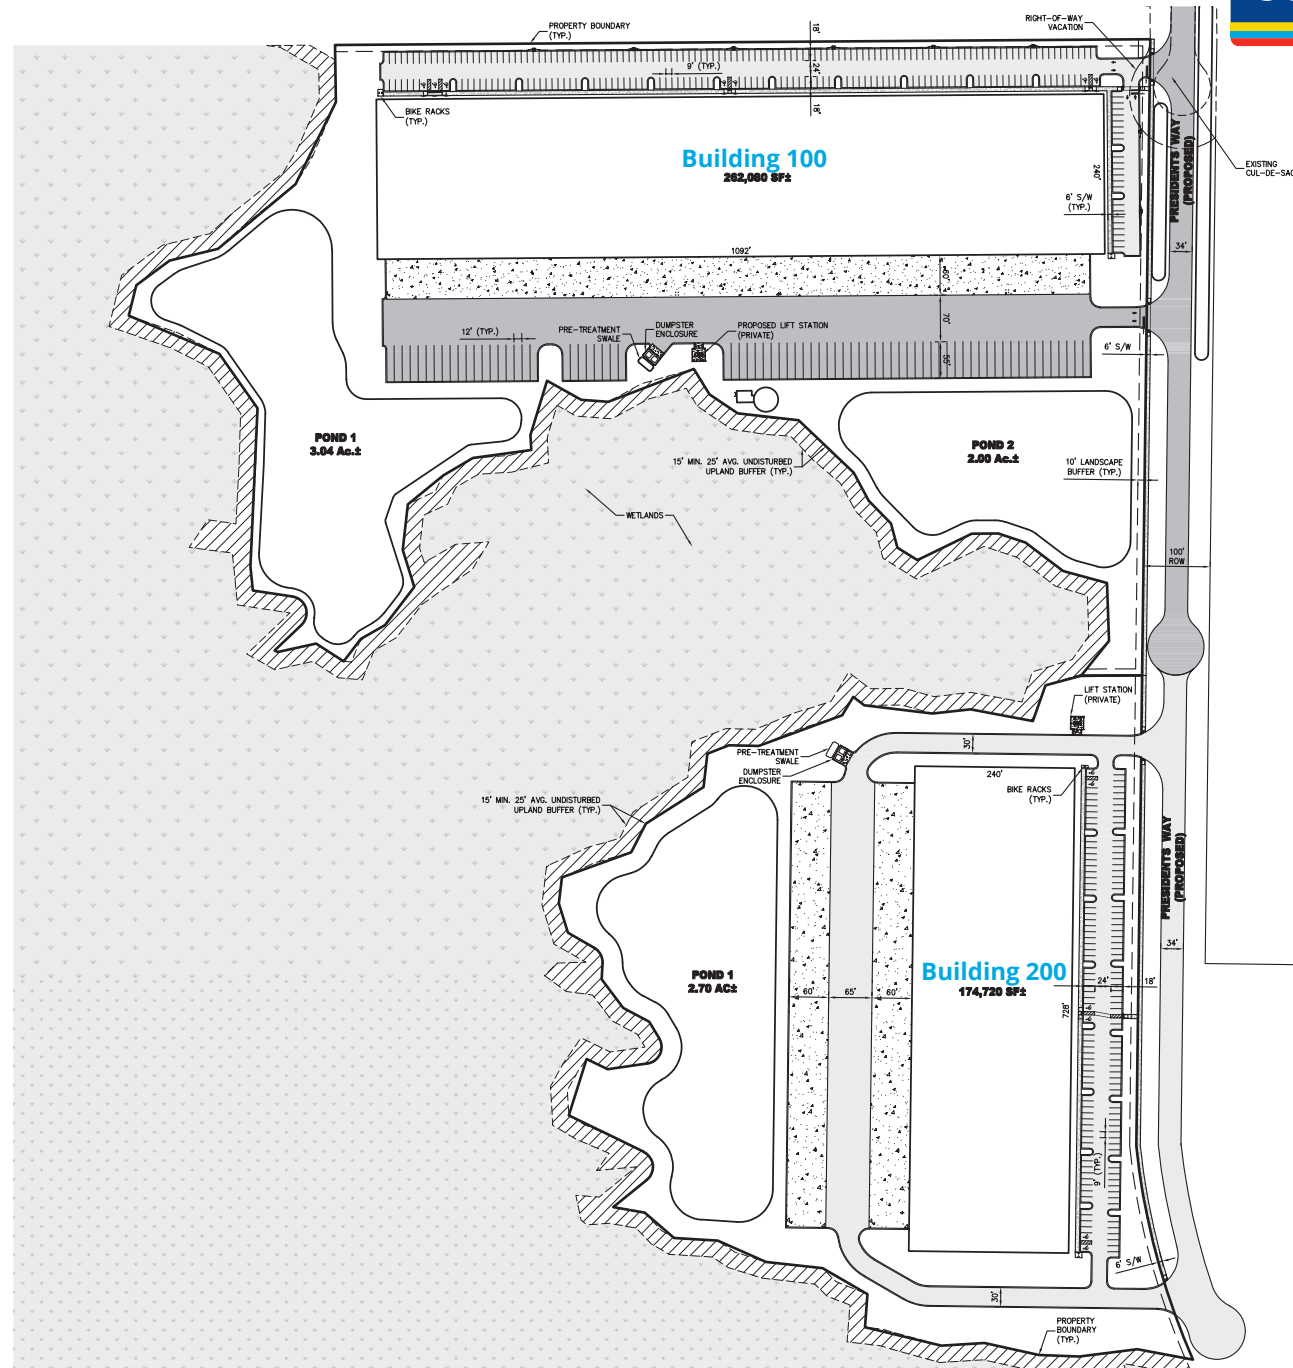 PROPERTY BOUNDARY
(TYP.)
18'
RIGHT-OF-WAY
VACATION
9' (TYP.)
24'
BIKE RACKS
(TYP.)
18'
Building 100
262,080 SF±
240'
6' S/W
(TYP.)
PRESIDENTS WAY
(PROPOSED)
EXISTING
CUL-DE-SAC
34'
1092'
60'
12' (TYP.)
PRE-TREATMENT
SWALE
DUMPSTER
ENCLOSURE
PROPOSED LIFT STATION
(PRIVATE)
70'
6' S/W
55'
POND 1
3.04 Ac.±
POND 2
2.00 Ac.±
15' MIN. 25' AVG. UNDISTURBED
UPLAND BUFFER (TYP.)
10' LANDSCAPE
BUFFER (TYP.)
WETLANDS
100'
ROW
LIFT STATION
(PRIVATE)
PRE-TREATMENT
SWALE
DUMPSTER
ENCLOSURE
30'
240'
BIKE RACKS
(TYP.)
15' MIN. 25' AVG. UNDISTURBED
UPLAND BUFFER (TYP.)
PRESIDENTS WAY
(PROPOSED)
34'
POND 1
2.70 AC±
Building 200
174,720 SF±
60'
65'
60'
24'
18'
728'
9' (TYP.)
6' S/W
30'
PROPERTY
BOUNDARY
(TYP.)